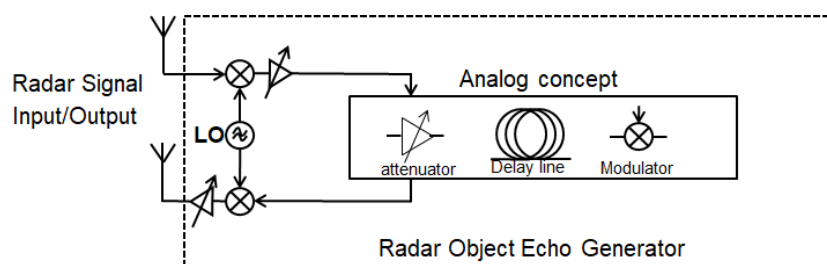 Radar Signal
Input/Output
LO
Analog concept
attenuator
Delay line
Modulator
Radar Object Echo Generator